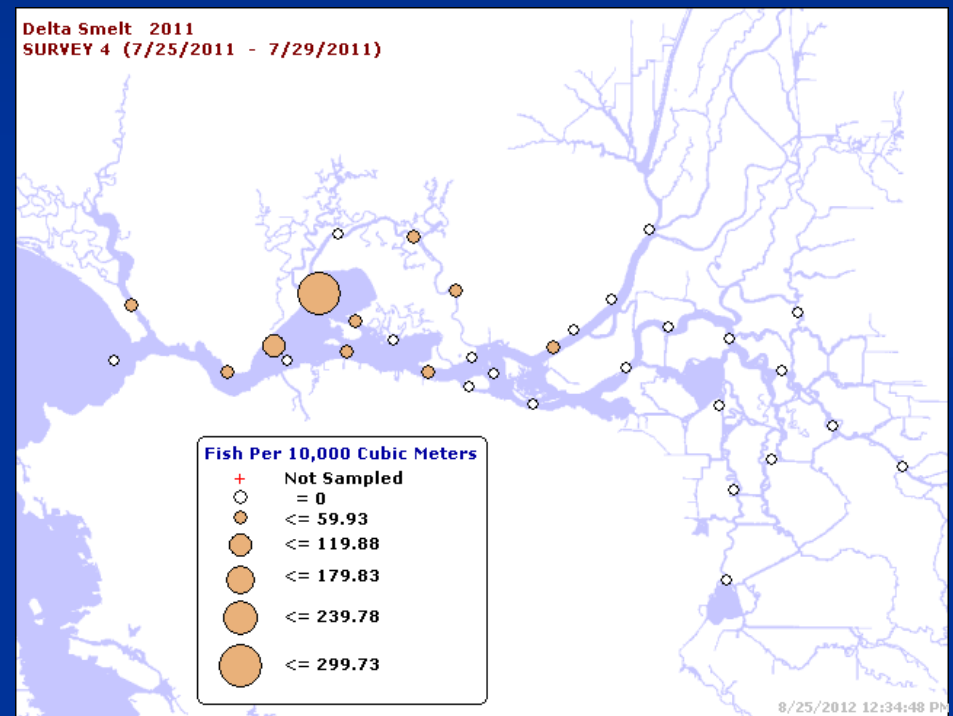 Delta Smelt 2011
SURVEY 4 (7/25/2011 - 7/29/2011)
Fish Per 10,000 Cubic Meters
+ Not Sampled
= 0
<= 59.93
<= 119.88
<= 179.83
<= 239.78
<= 299.73
8/25/2012 12:34:48 PM